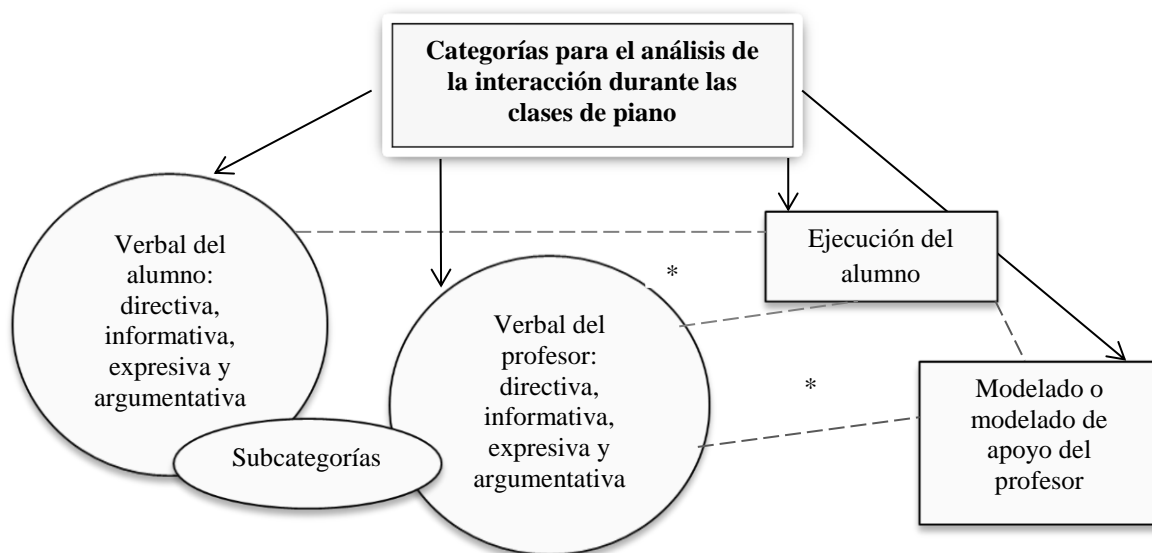 Categorías para el análisis de
la interacción durante las
clases de piano
Verbal del
alumno:
directiva,
informativa,
expresiva y
argumentativa
Ejecución del
alumno
*
Verbal del
profesor:
directiva,
informativa,
expresiva y
argumentativa
*
Modelado o
modelado de
apoyo del
profesor
Subcategorías